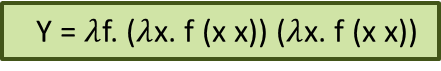 Y = λf. (λx. f (x x)) (λx. f (x x))